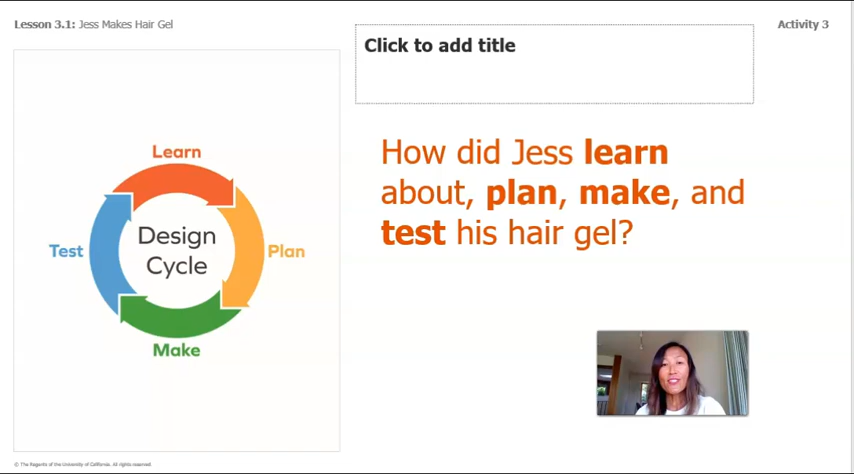 Lesson 3.1: Jess Makes Hair Gel
Activity 3
Click to add title
Learn
Plan
Make
Test
Design
Cycle
How did Jess learn
about, plan, make, and
test his hair gel?
© The Regents of the University of California. All rights reserved.